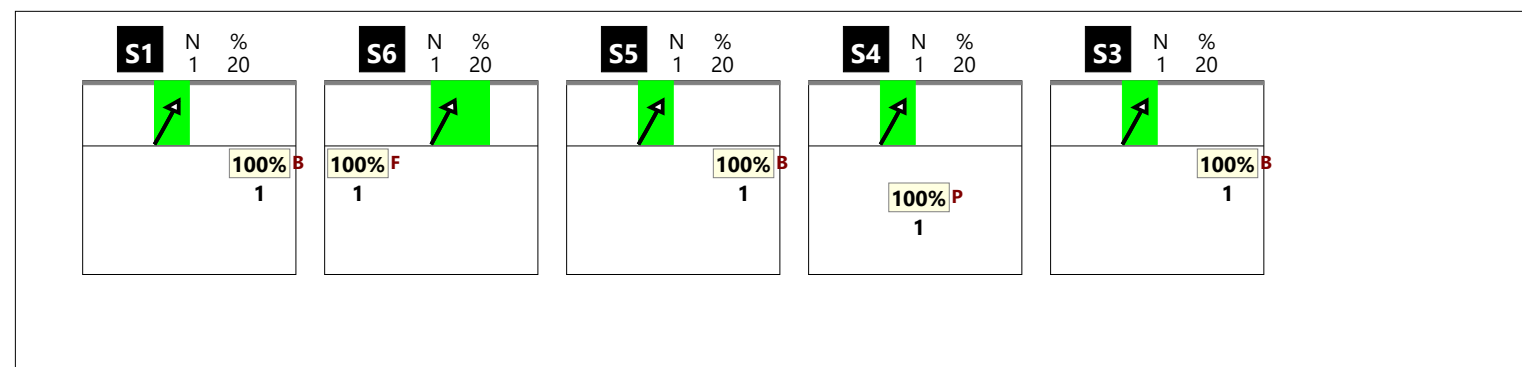 S1 N % S6 N % S5 N % S4 N % S3 N %
1 20 1 20 1 20 1 20 1 20
100% B 100% F 100% B 100% B
1 1 1 1
100% P
1